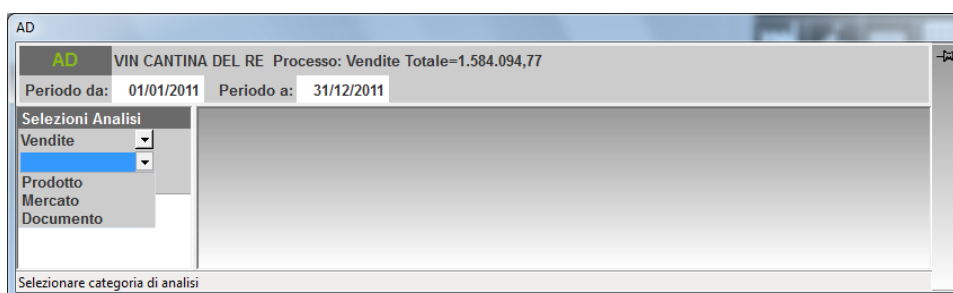 AD
AD VIN CANTINA DEL RE Processo: Vendite Totale=1.584.094,77
Periodo da: 01/01/2011 Periodo a: 31/12/2011
Selezioni Analisi
Vendite
Prodotto
Mercato
Documento
Selezionare categoria di analisi